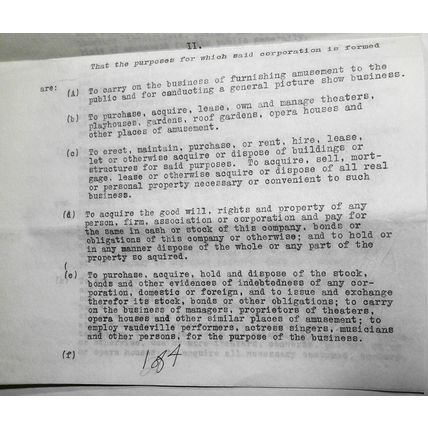 II.
That the purposes for which said corporation is formed
are:
(A) To carry on the business of furnishing amusement to the
public and for canducting a general picture show business.
(b) To purchase, acquire, lease, own and manage theaters,
playhouses, gardens, roof gardens, opera houses and
other places of amusement.
(c) To erect, maintain, purchase, or rent, hire, lease,
let or otherwise acquire or dispose of buildings or
structures for said purposes. To acquire, sell, mort-
gage, lease or otherwise acquire or dispose of all real
or personal property necessary or convenient to such
business.
(d) To acquire the good will, rights and property of any
person, firm, association or corporation and pay for
the same in cash or stock of this company, bonds or
obligations of this company or otherwise; and to hold or
in any manner dispose of the whole or any part of the
property so aquired.
(e) To purchase, acquire, hold and dispose of the stock,
bonds and other evidences of indebtedness of any cor-
poration, domestic or foreign, and to issue and exchange
therefor its stock, bonds or other obligations; to carry
on the business of managers, proprietors of theaters,
opera houses and other similar places of amusement; to
employ vaudeville performers, actress singers, musicians
and other persons, for the purpose of the business.
(f)
1 of 4